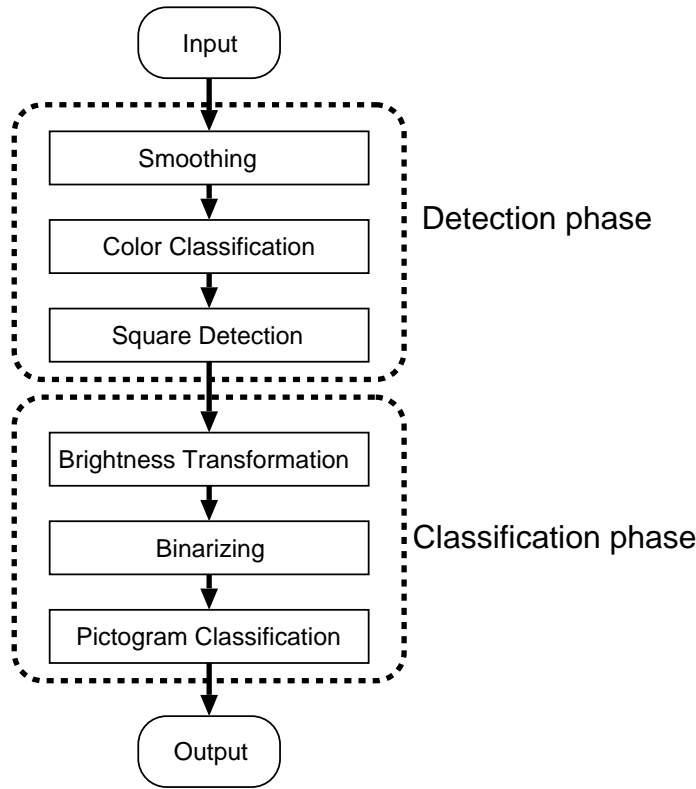 Input
Smoothing
Detection phase
Color Classification
Square Detection
Brightness Transformation
Classification phase
Binarizing
Pictogram Classification
Output